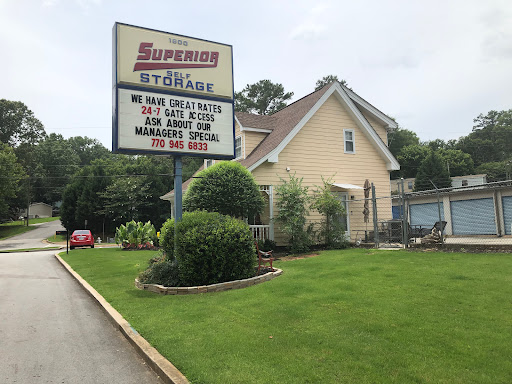 1600
SUPERIOR
SELF
STORAGE
WE HAVE GREAT RATES
24-7 GATE ACCESS
ASK ABOUT OUR
MANAGERS SPECIAL
770 945 6833